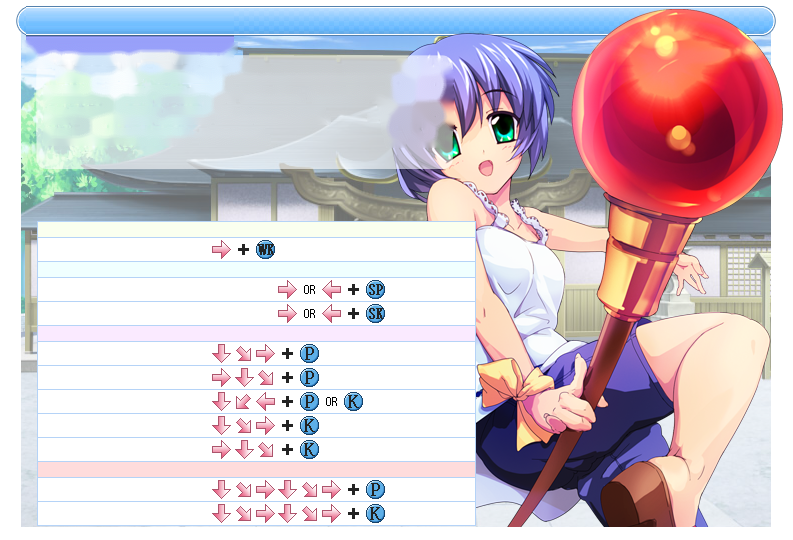 → + WK
→ OR ← + SP
→ OR ← + SK
↓ ↘ → + P
→ ↓ ↘ + P
↓ ↙ ← + P OR K
↓ ↘ → + K
→ ↓ ↘ + K
↓ ↘ → ↓ ↘ → + P
↓ ↘ → ↓ ↘ → + K